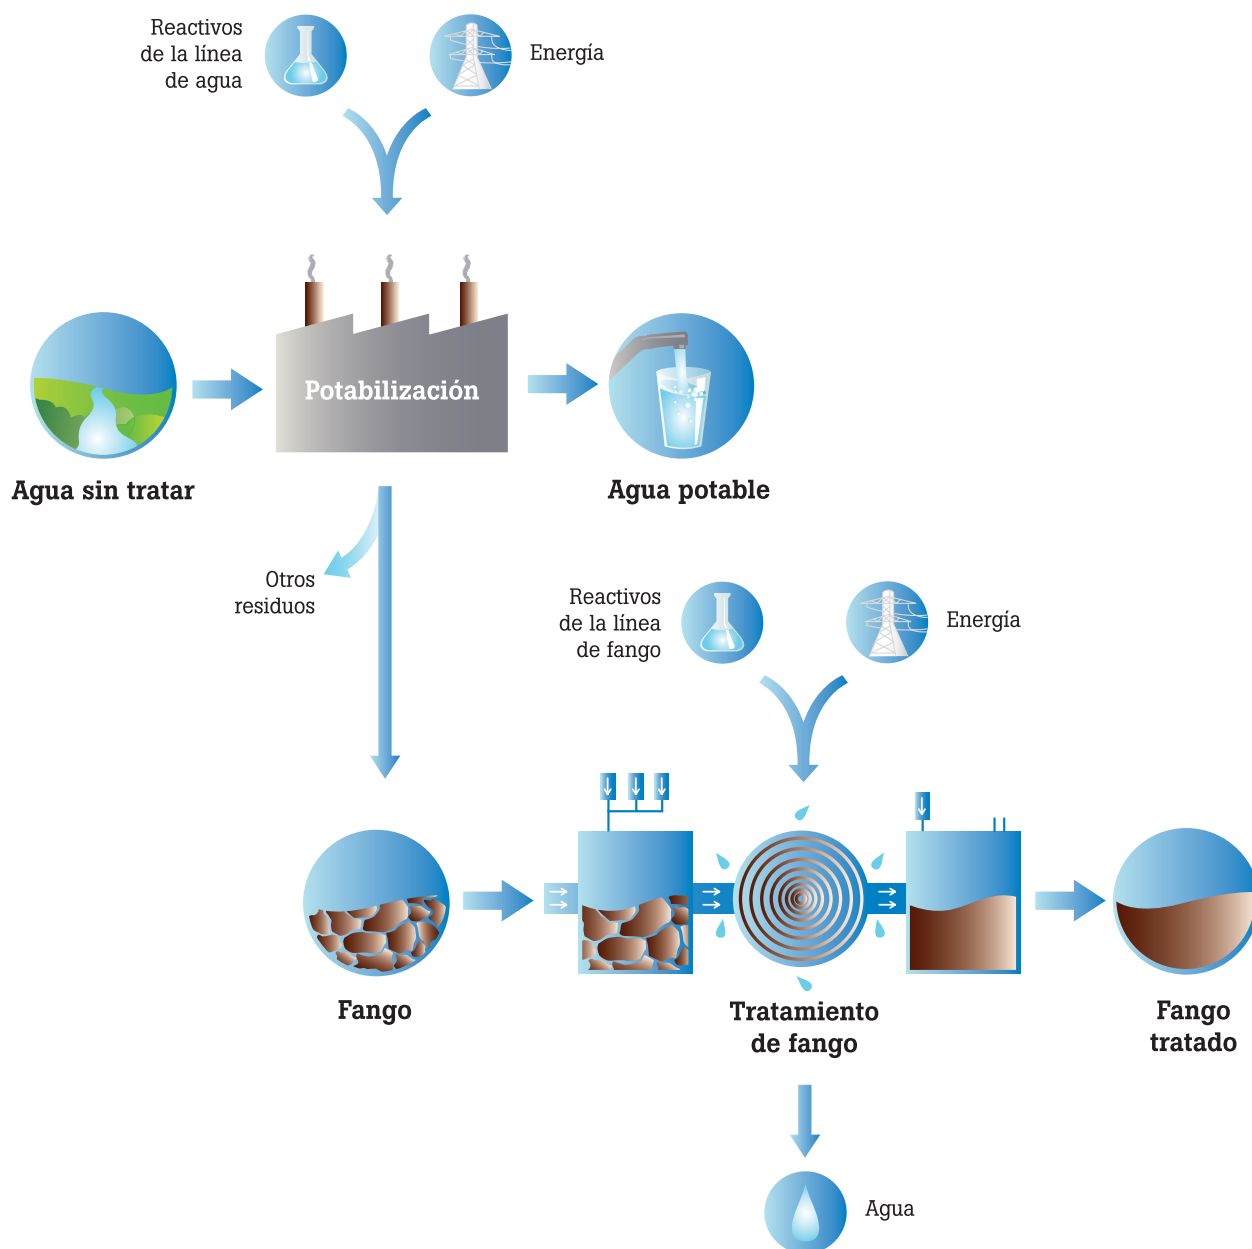 Reactivos
de la línea
de agua
Energía
Potabilización
Agua sin tratar
Agua potable
Otros
residuos
Reactivos
de la línea
de fango
Energía
Fango
Tratamiento
de fango
Fango
tratado
Agua